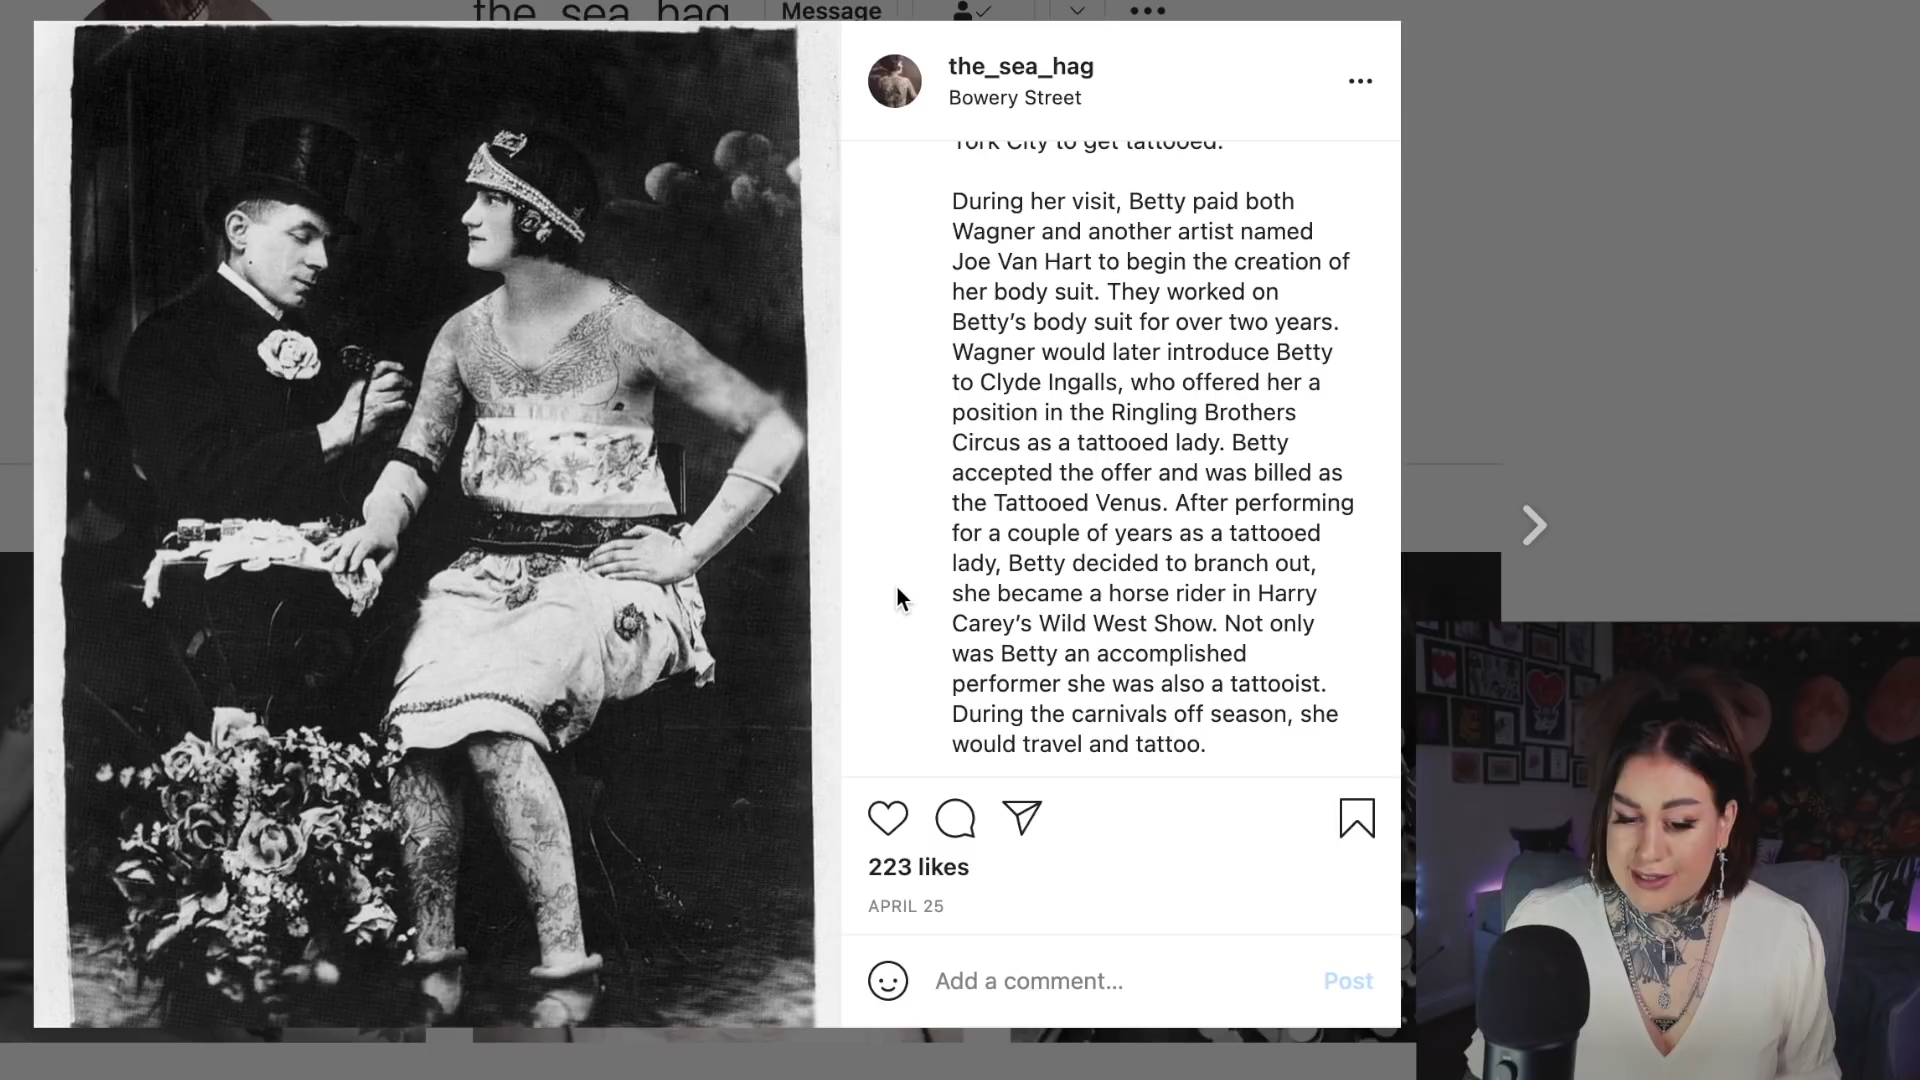 the_sea_hag
Message
the_sea_hag
Bowery Street
York City to get tattooed.
During her visit, Betty paid both
Wagner and another artist named
Joe Van Hart to begin the creation of
her body suit. They worked on
Betty’s body suit for over two years.
Wagner would later introduce Betty
to Clyde Ingalls, who offered her a
position in the Ringling Brothers
Circus as a tattooed lady. Betty
accepted the offer and was billed as
the Tattooed Venus. After performing
for a couple of years as a tattooed
lady, Betty decided to branch out,
she became a horse rider in Harry
Carey’s Wild West Show. Not only
was Betty an accomplished
performer she was also a tattooist.
During the carnivals off season, she
would travel and tattoo.
223 likes
APRIL 25
Add a comment...
Post